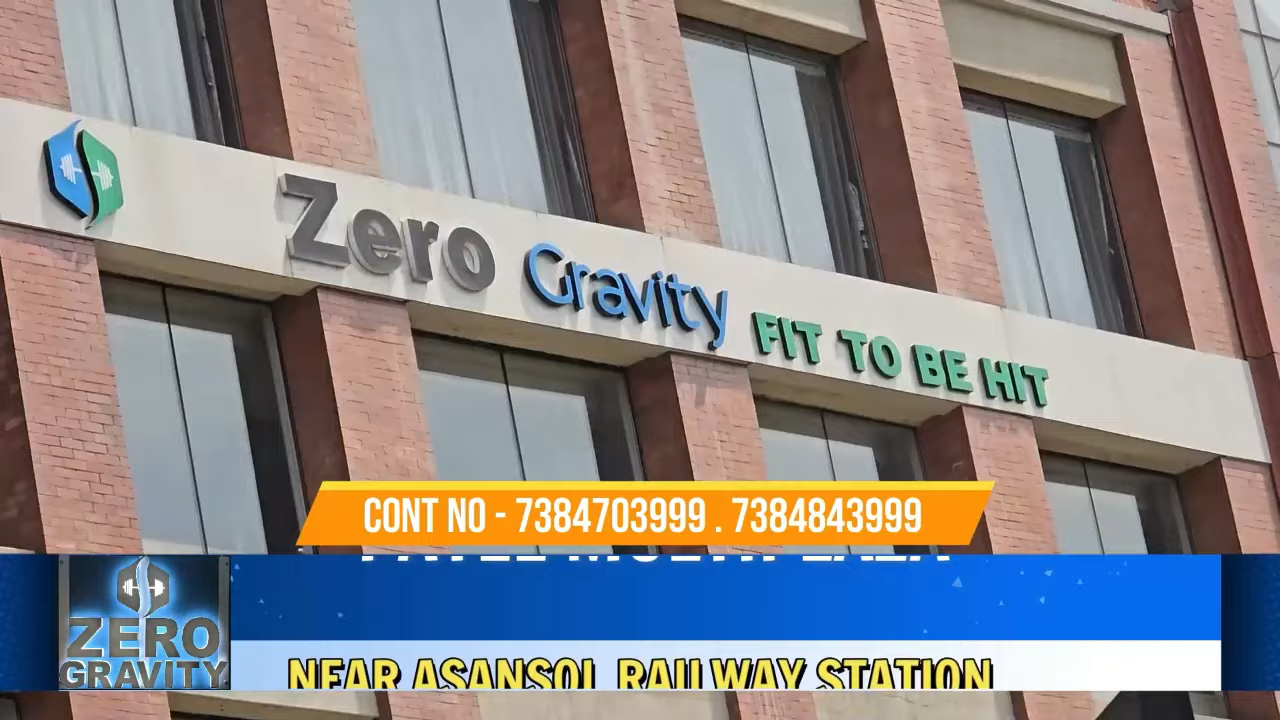 Zero Gravity FIT TO BE HIT
CONT NO - 7384703999 . 7384843999
ZERO
GRAVITY
NEAR ASANSOL RAILWAY STATION